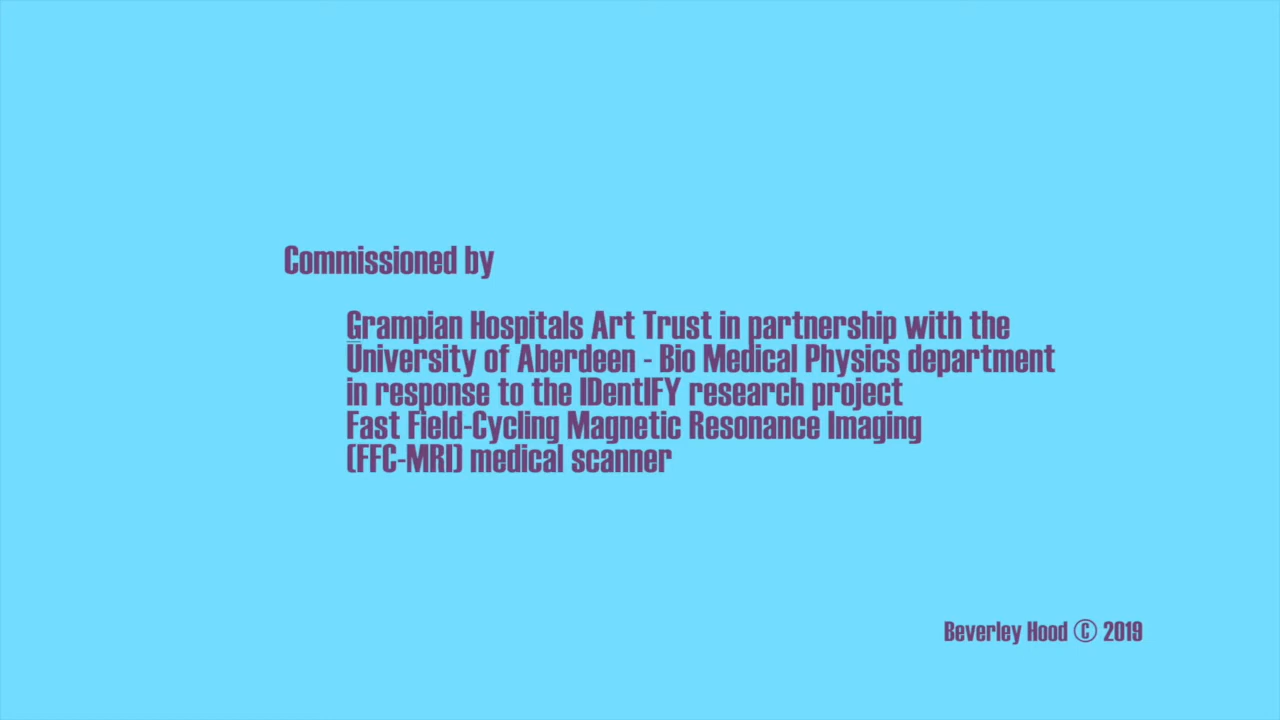 Commissioned by
Grampian Hospitals Art Trust in partnership with the
University of Aberdeen - Bio Medical Physics department
in response to the IDentIFY research project
Fast Field-Cycling Magnetic Resonance Imaging
(FFC-MRI) medical scanner
Beverley Hood © 2019